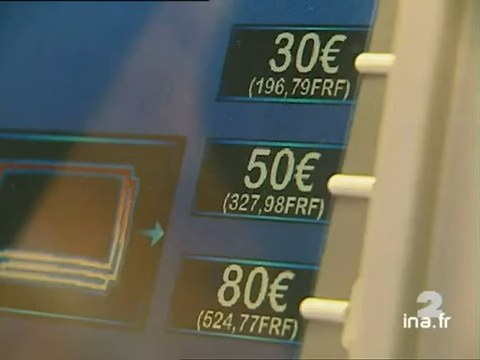 30€
(196,79FRF)
50€
(327,98FRF)
80€
(524,77FRF)
2
ina.fr